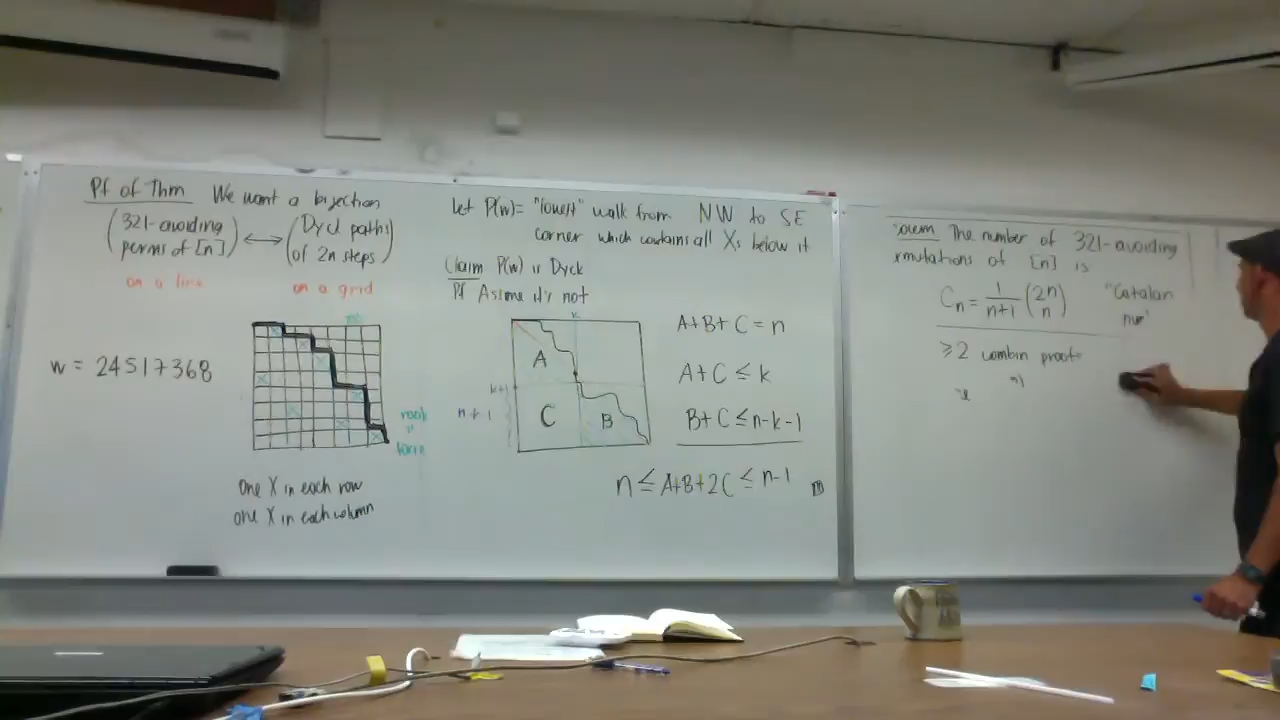 Pf of Thm We want a bijection
(321-avoiding perms of [n]) ↔ (Dyck paths of 2n steps)
on a line on a grid
w = 24517368
rook
one X in each row
one X in each column
Let P(w) = "lowest" walk from NW to SE
corner which contains all Xs below it
Claim P(w) is Dyck
Pf Assume it's not
k
A
k+1
C
B
A+B+C = n
A+C ≤ k
B+C ≤ n-k-1
n ≤ A+B+2C ≤ n-1
The number of 321-avoiding
of [n] is
C_n = 1/(n+1) (2n n)
"Catalan
≥2 combin proofs